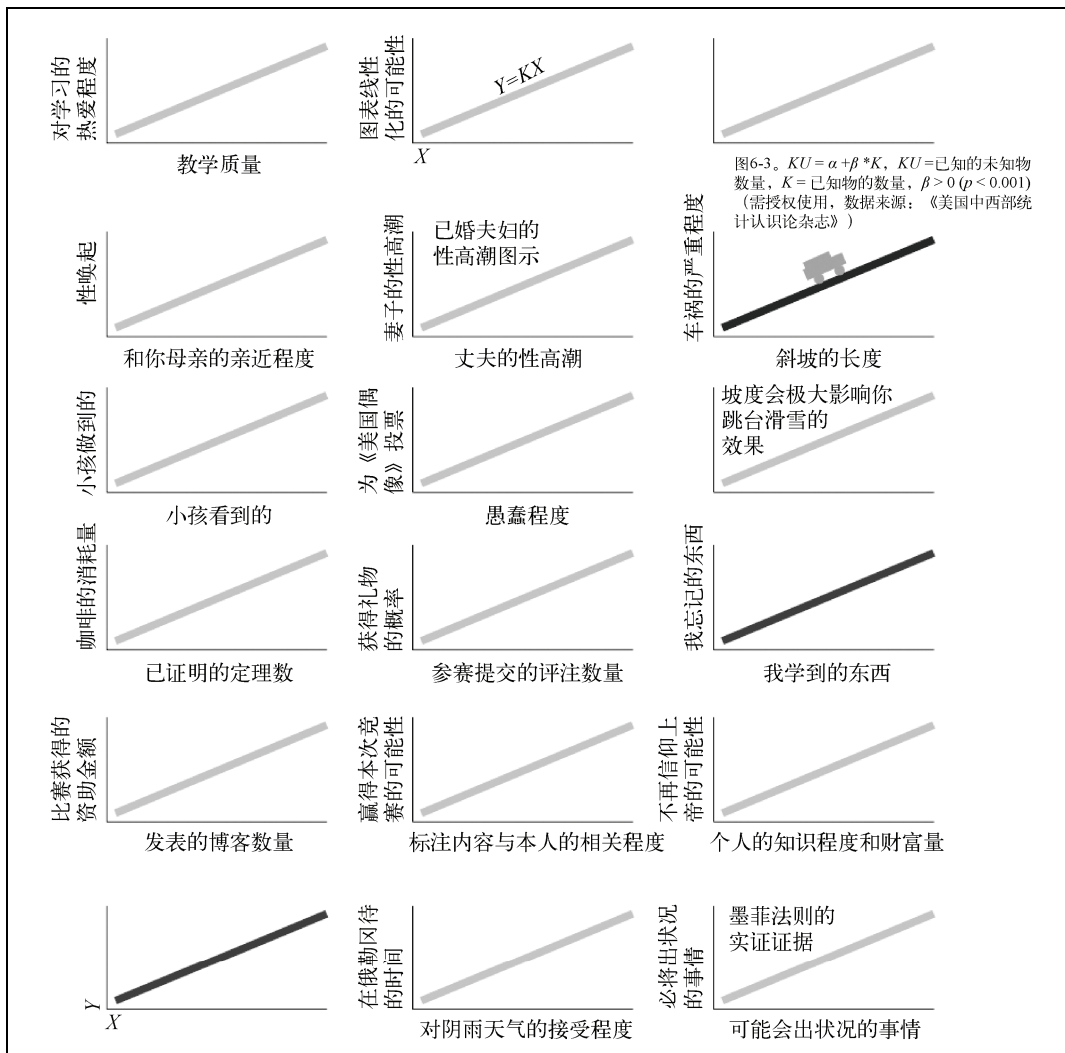 对学习的
热爱程度
教学质量
图表线性
化的可能性
Y=KX
X
图6-3。KU = α +β *K，KU =已知的未知物
数量，K = 已知物的数量，β > 0 (p < 0.001)
（需授权使用，数据来源：《美国中西部统
计认识论杂志》）
性唤起
和你母亲的亲近程度
妻子的性高潮
已婚夫妇的
性高潮图示
丈夫的性高潮
车祸的严重程度
斜坡的长度
小孩做到的
小孩看到的
为《美国偶
像》投票
愚蠢程度
坡度会极大影响你
跳台滑雪的
效果
咖啡的消耗量
已证明的定理数
获得礼物
的概率
参赛提交的评注数量
我忘记的东西
我学到的东西
比赛获得的
资助金额
发表的博客数量
赢得本次竞
赛的可能性
标注内容与本人的相关程度
不再信仰上
帝的可能性
个人的知识程度和财富量
Y
X
在俄勒冈待
的时间
对阴雨天气的接受程度
必将出状况
的事情
墨菲法则的
实证证据
可能会出状况的事情